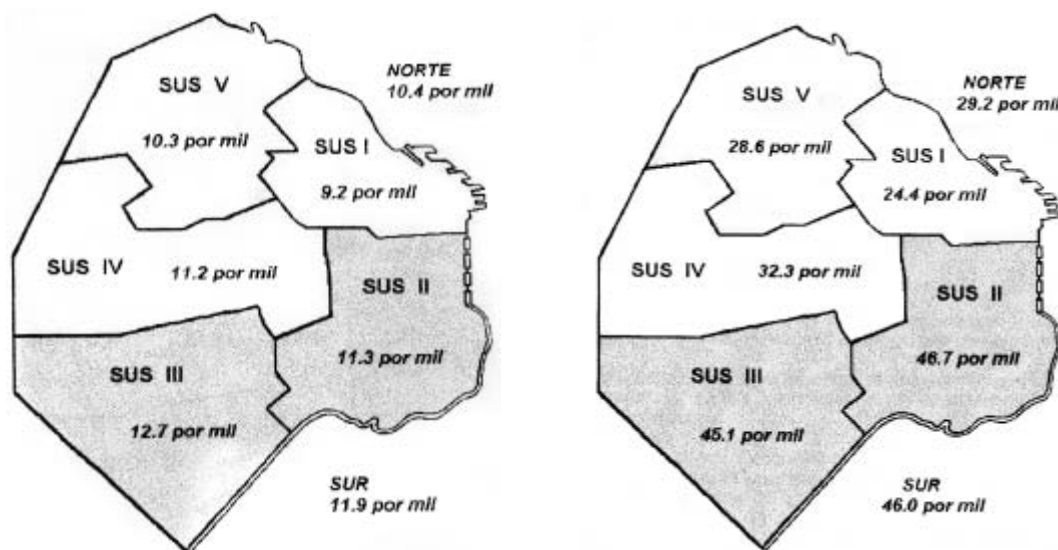 NORTE
10.4 por mil
SUS V
10.3 por mil
SUS I
9.2 por mil
SUS IV
11.2 por mil
SUS II
11.3 por mil
SUS III
12.7 por mil
SUR
11.9 por mil
NORTE
29.2 por mil
SUS V
28.6 por mil
SUS I
24.4 por mil
SUS IV
32.3 por mil
SUS II
46.7 por mil
SUS III
45.1 por mil
SUR
46.0 por mil